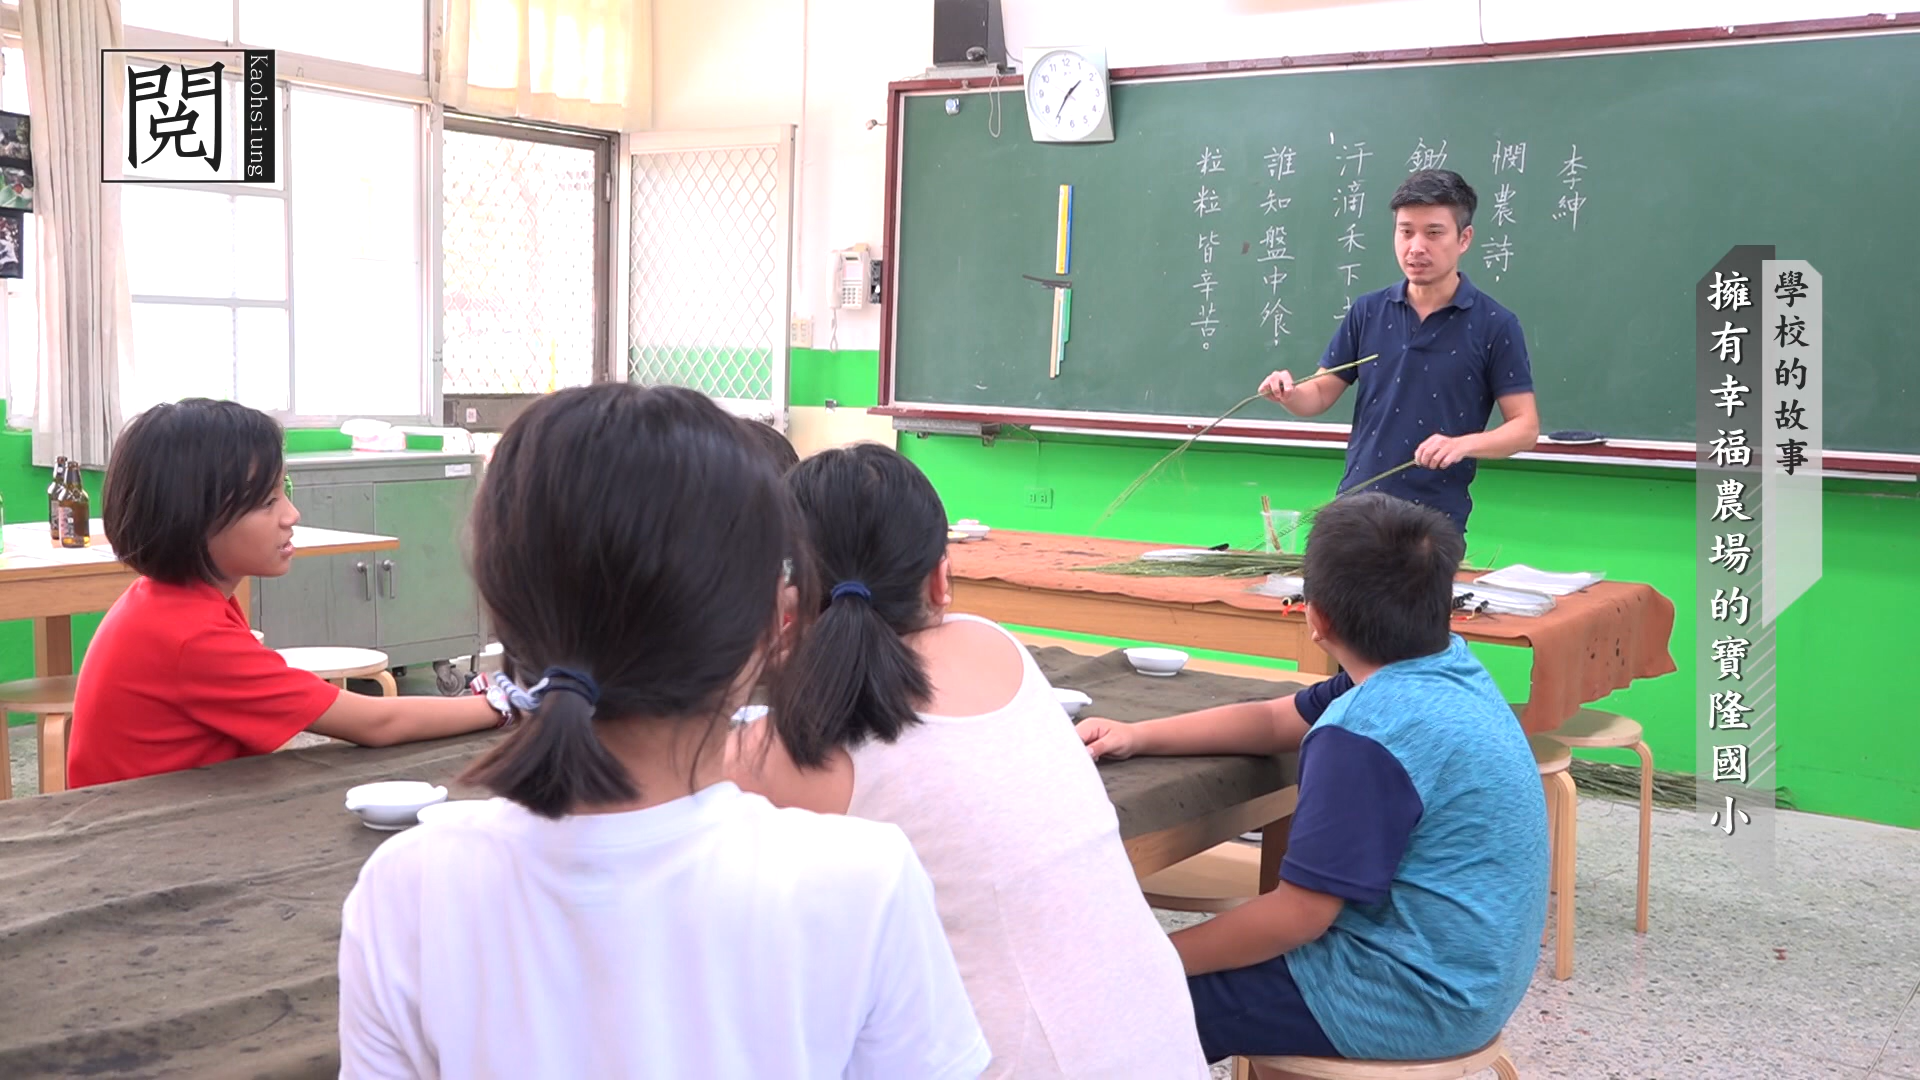 閱
Kaohsiung
李紳
憫農詩，
鋤
汗滴禾下
誰知盤中飧，
粒粒皆辛苦。
學校的故事
擁有幸福農場的寶隆國小